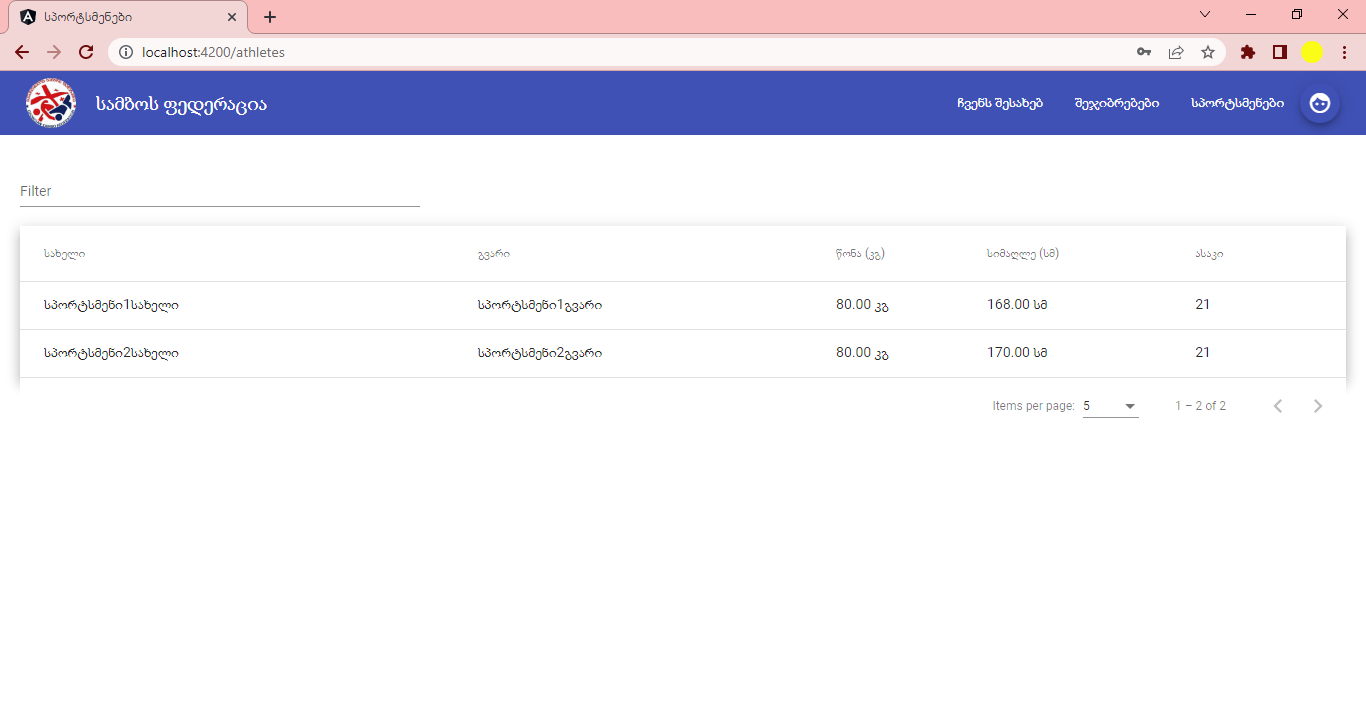 სპორტსმენები
localhost:4200/athletes
სამბოს ფედერაცია
ჩვენს შესახებ შეჯიბრებები სპორტსმენები
Filter
სახელი გვარი წონა (კგ) სიმაღლე (სმ) ასაკი
სპორტსმენი1სახელი სპორტსმენი1გვარი 80.00 კგ 168.00 სმ 21
სპორტსმენი2სახელი სპორტსმენი2გვარი 80.00 კგ 170.00 სმ 21
Items per page: 5 1 – 2 of 2